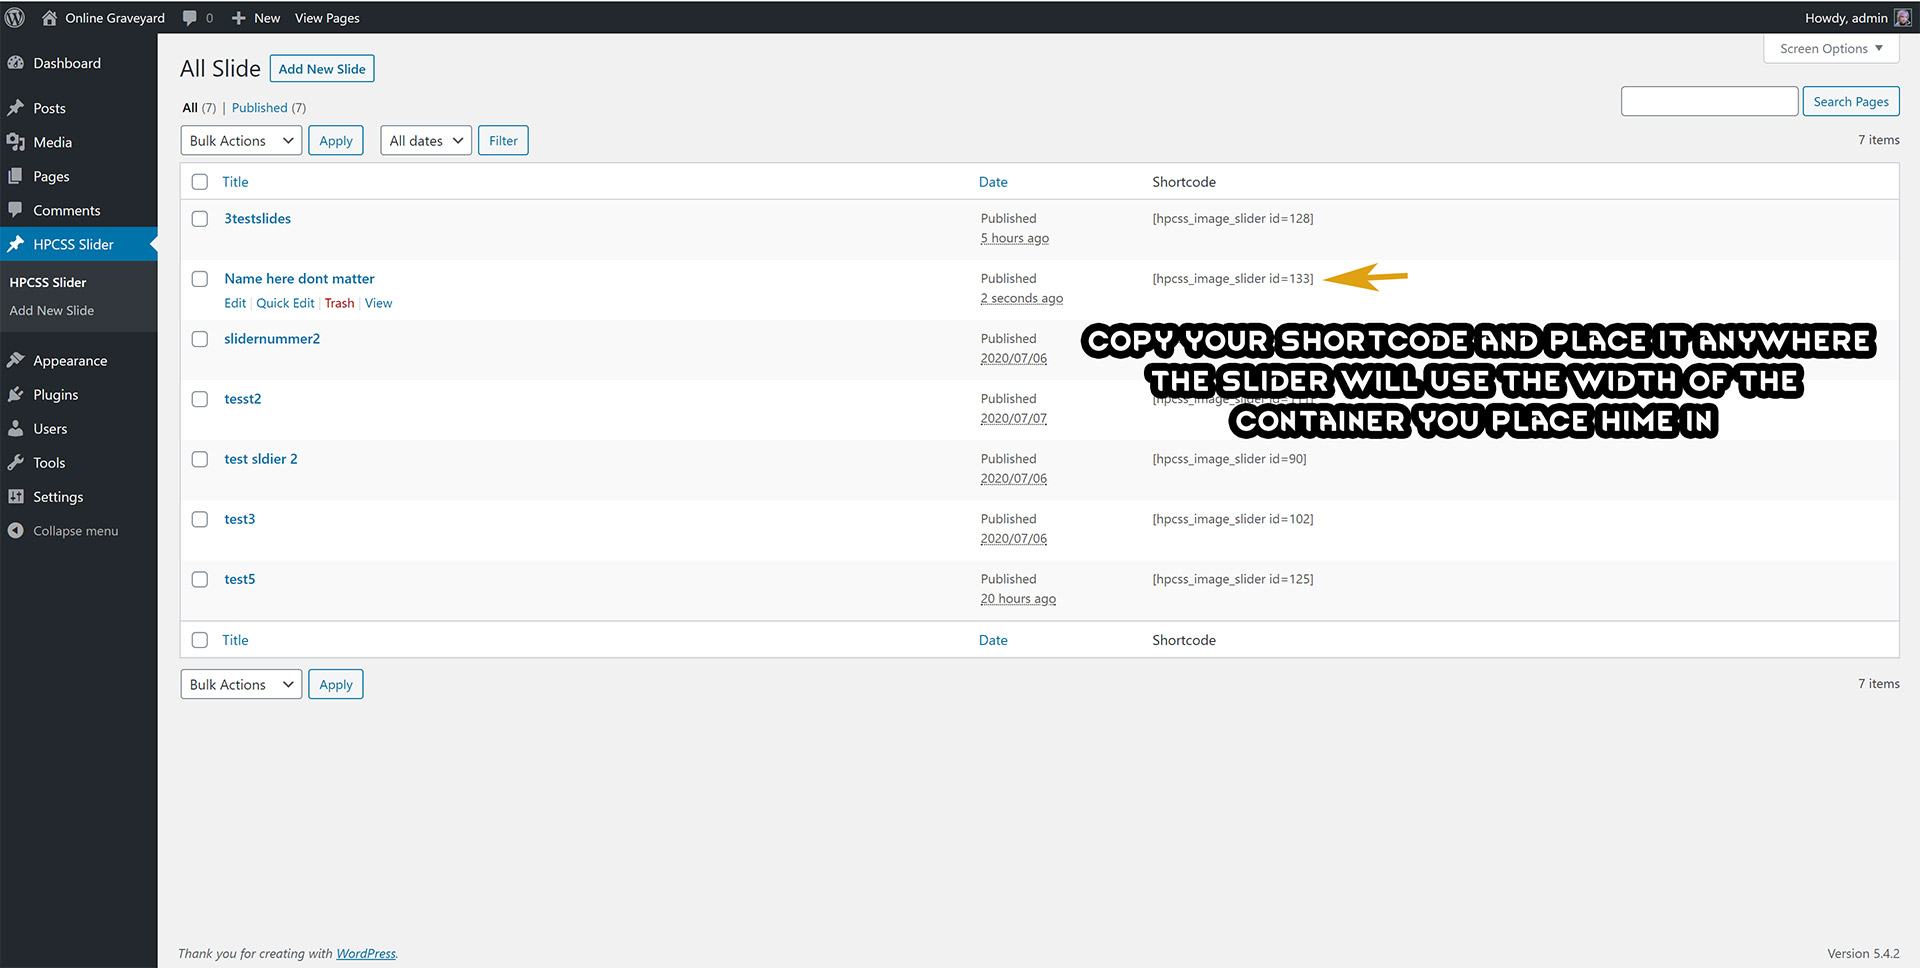 Online Graveyard 0 New View Pages Howdy, admin
Screen Options
Dashboard
Posts
Media
Pages
Comments
HPCSS Slider
HPCSS Slider
Add New Slide
Appearance
Plugins
Users
Tools
Settings
Collapse menu
All Slide Add New Slide
All (7) | Published (7)
Search Pages
Bulk Actions Apply All dates Filter 7 items
Title Date Shortcode
3testslides Published [hpcss_image_slider id=128]
5 hours ago
Name here dont matter Published [hpcss_image_slider id=133]
Edit | Quick Edit | Trash | View 2 seconds ago
slidernummer2 Published
2020/07/06
COPY YOUR SHORTCODE AND PLACE IT ANYWHERE
THE SLIDER WILL USE THE WIDTH OF THE
CONTAINER YOU PLACE HIME IN
tesst2 Published
2020/07/07
test sldier 2 Published [hpcss_image_slider id=90]
2020/07/06
test3 Published [hpcss_image_slider id=102]
2020/07/06
test5 Published [hpcss_image_slider id=125]
20 hours ago
Title Date Shortcode
Bulk Actions Apply 7 items
Thank you for creating with WordPress. Version 5.4.2